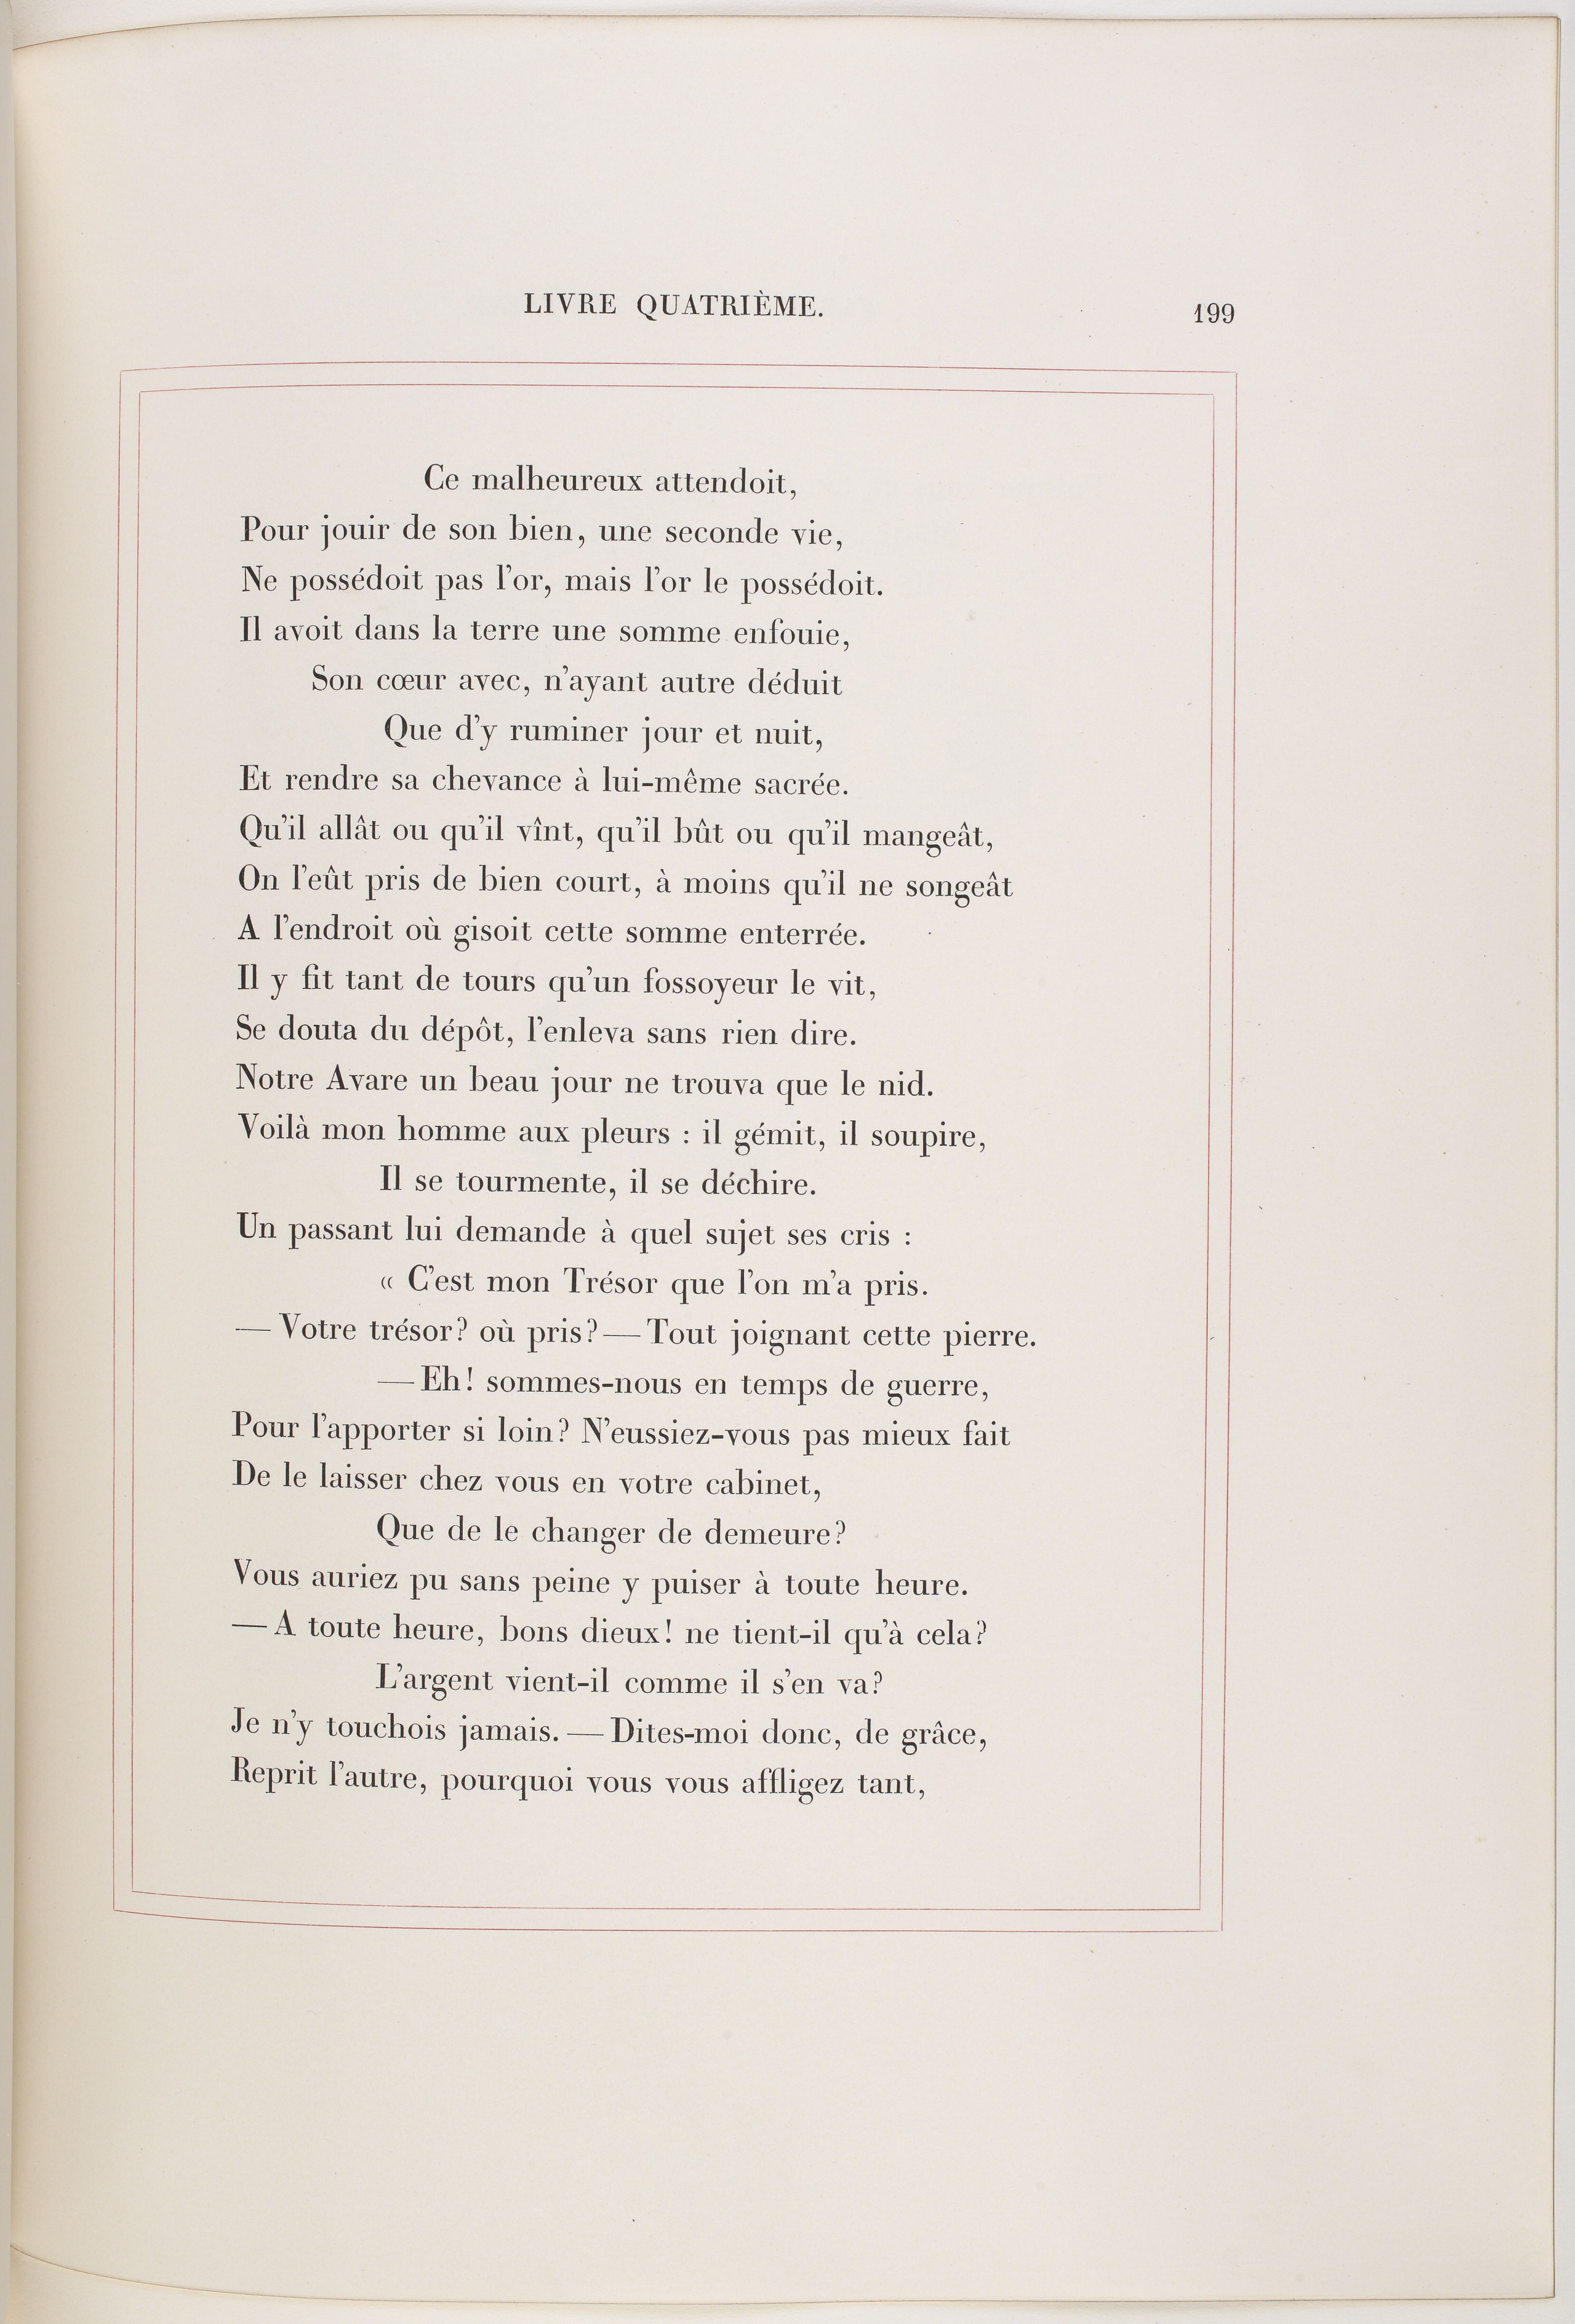 LIVRE QUATRIÈME. 199
Ce malheureux attendoit,
Pour jouir de son bien, une seconde vie,
Ne possédoit pas l'or, mais l'or le possédoit.
Il avoit dans la terre une somme enfouie,
Son cœur avec, n'ayant autre déduit
Que d'y ruminer jour et nuit,
Et rendre sa chevance à lui-même sacrée.
Qu'il allât ou qu'il vînt, qu'il bût ou qu'il mangeât,
On l'eût pris de bien court, à moins qu'il ne songeât
A l'endroit où gisoit cette somme enterrée.
Il y fit tant de tours qu'un fossoyeur le vit,
Se douta du dépôt, l'enleva sans rien dire.
Notre Avare un beau jour ne trouva que le nid.
Voilà mon homme aux pleurs : il gémit, il soupire,
Il se tourmente, il se déchire.
Un passant lui demande à quel sujet ses cris :
« C'est mon Trésor que l'on m'a pris.
— Votre trésor? où pris? — Tout joignant cette pierre.
— Eh! sommes-nous en temps de guerre,
Pour l'apporter si loin? N'eussiez-vous pas mieux fait
De le laisser chez vous en votre cabinet,
Que de le changer de demeure?
Vous auriez pu sans peine y puiser à toute heure.
— A toute heure, bons dieux! ne tient-il qu'à cela?
L'argent vient-il comme il s'en va?
Je n'y touchois jamais. — Dites-moi donc, de grâce,
Reprit l'autre, pourquoi vous vous affligez tant,